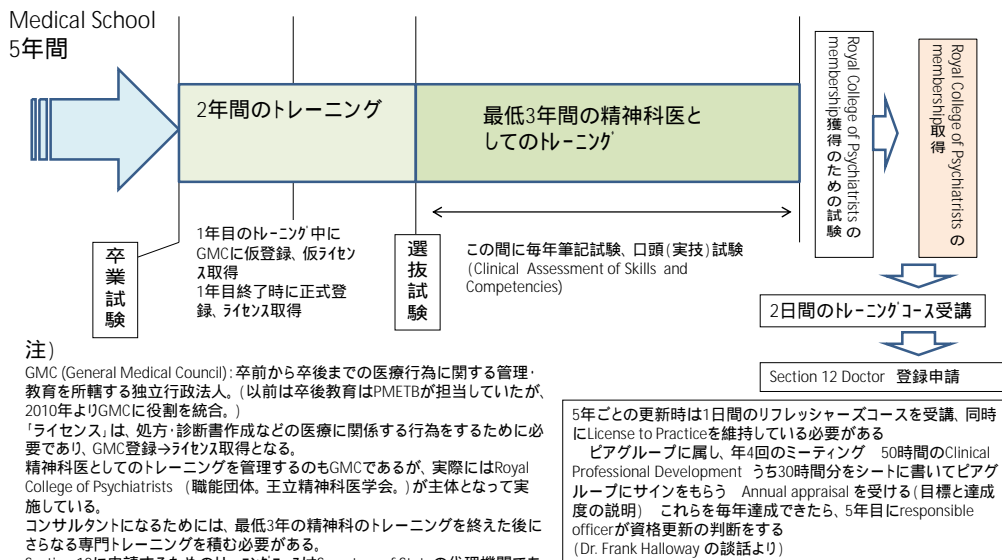 Medical School
5年間
2年間のトレーニング
最低3年間の精神科医と
してのトレーニング
Royal College of Psychiatrists の
membership獲得のための試験
Royal College of Psychiatrists の
membership取得
卒業試験
1年目のトレーニング中に
GMCに仮登録、仮ライセン
ス取得
1年目終了時に正式登
録、ライセンス取得
選抜試験
この間に毎年筆記試験、口頭(実技)試験
(Clinical Assessment of Skills and
Competencies)
2日間のトレーニングコース受講
Section 12 Doctor 登録申請
注)
GMC (General Medical Council): 卒前から卒後までの医療行為に関する管理・
教育を所轄する独立行政法人。(以前は卒後教育はPMETBが担当していたが、
2010年よりGMCに役割を統合。)
「ライセンス」は、処方・診断書作成などの医療に関係する行為をするために必
要であり、GMC登録→ライセンス取得となる。
精神科医としてのトレーニングを管理するのもGMCであるが、実際にはRoyal
College of Psychiatrists (職能団体。王立精神科医学会。)が主体となって実
施している。
コンサルタントになるためには、最低3年の精神科のトレーニングを終えた後に
さらなる専門トレーニングを積む必要がある。
5年ごとの更新時は1日間のリフレッシャーズコースを受講、同時
にLicense to Practiceを維持している必要がある
ピアグループに属し、年4回のミーティング 50時間のClinical
Professional Development うち30時間分をシートに書いてピアグ
ループにサインをもらう Annual appraisal を受ける(目標と達成
度の説明) これらを毎年達成できたら、5年目にresponsible
officerが資格更新の判断をする
(Dr. Frank Halloway の談話より)